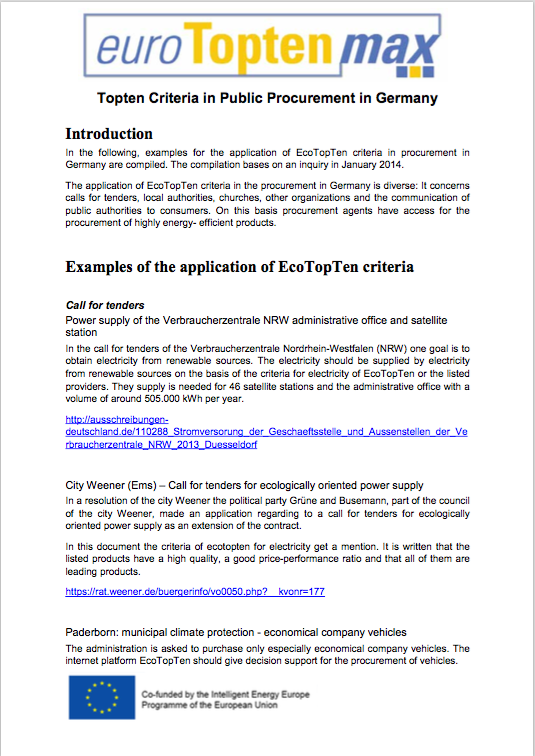 euroTopten max
Topten Criteria in Public Procurement in Germany
Introduction
In the following, examples for the application of EcoTopTen criteria in procurement in
Germany are compiled. The compilation bases on an inquiry in January 2014.
The application of EcoTopTen criteria in the procurement in Germany is diverse: It concerns
calls for tenders, local authorities, churches, other organizations and the communication of
public authorities to consumers. On this basis procurement agents have access for the
procurement of highly energy- efficient products.
Examples of the application of EcoTopTen criteria
Call for tenders
Power supply of the Verbraucherzentrale NRW administrative office and satellite
station
In the call for tenders of the Verbraucherzentrale Nordrhein-Westfalen (NRW) one goal is to
obtain electricity from renewable sources. The electricity should be supplied by electricity
from renewable sources on the basis of the criteria for electricity of EcoTopTen or the listed
providers. They supply is needed for 46 satellite stations and the administrative office with a
volume of around 505.000 kWh per year.
http://ausschreibungen-
deutschland.de/110288_Stromversorung_der_Geschaeftsstelle_und_Aussenstellen_der_Ve
rbraucherzentrale_NRW_2013_Duesseldorf
City Weener (Ems) – Call for tenders for ecologically oriented power supply
In a resolution of the city Weener the political party Grüne and Busemann, part of the council
of the city Weener, made an application regarding to a call for tenders for ecologically
oriented power supply as an extension of the contract.
In this document the criteria of ecotopten for electricity get a mention. It is written that the
listed products have a high quality, a good price-performance ratio and that all of them are
leading products.
https://rat.weener.de/buergerinfo/vo0050.php?__kvonr=177
Paderborn: municipal climate protection - economical company vehicles
The administration is asked to purchase only especially economical company vehicles. The
internet platform EcoTopTen should give decision support for the procurement of vehicles.
Co-funded by the Intelligent Energy Europe
Programme of the European Union